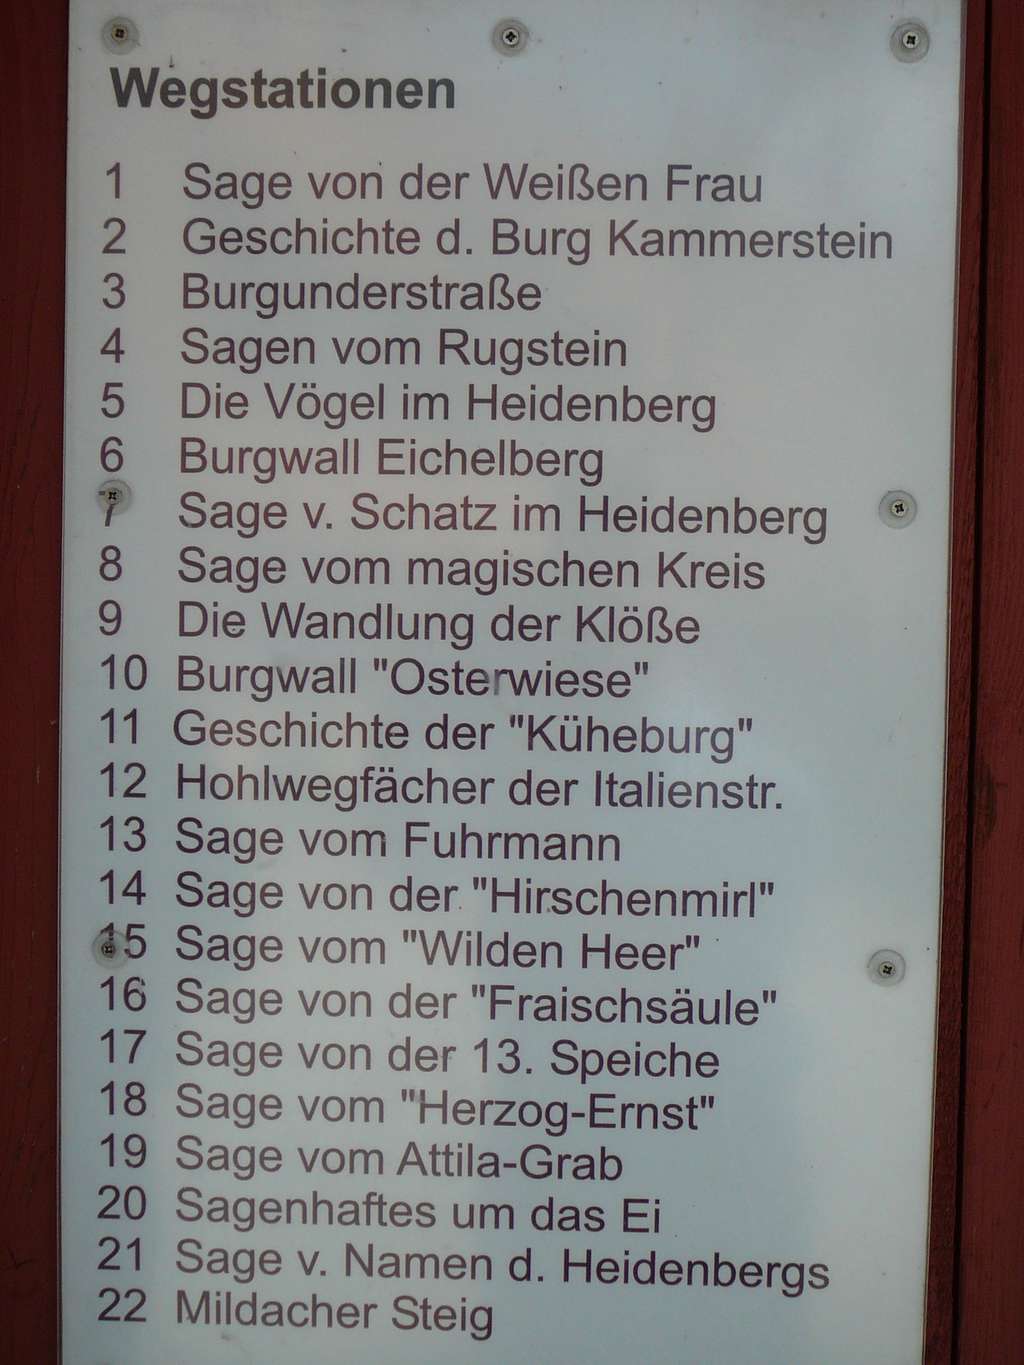 Wegstationen
1 Sage von der Weißen Frau
2 Geschichte d. Burg Kammerstein
3 Burgunderstraße
4 Sagen vom Rugstein
5 Die Vögel im Heidenberg
6 Burgwall Eichelberg
7 Sage v. Schatz im Heidenberg
8 Sage vom magischen Kreis
9 Die Wandlung der Klöße
10 Burgwall "Osterwiese"
11 Geschichte der "Küheburg"
12 Hohlwegfächer der Italienstr.
13 Sage vom Fuhrmann
14 Sage von der "Hirschenmirl"
15 Sage vom "Wilden Heer"
16 Sage von der "Fraischsäule"
17 Sage von der 13. Speiche
18 Sage vom "Herzog-Ernst"
19 Sage vom Attila-Grab
20 Sagenhaftes um das Ei
21 Sage v. Namen d. Heidenbergs
22 Mildacher Steig